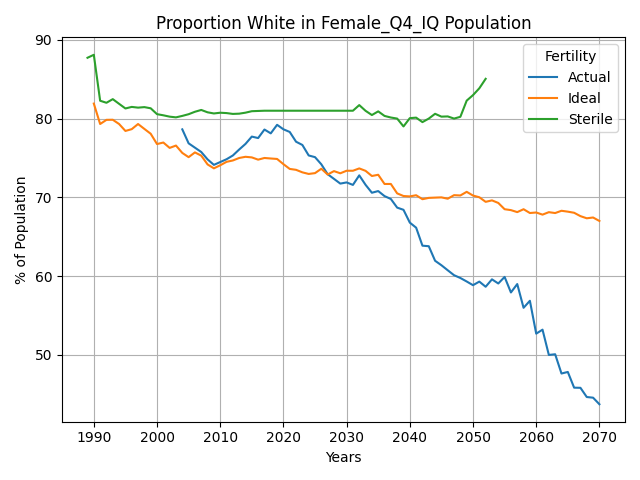 Proportion White in Female_Q4_IQ Population
% of Population
90
80
70
60
50
Fertility
Actual
Ideal
Sterile
1990 2000 2010 2020 2030 2040 2050 2060 2070
Years